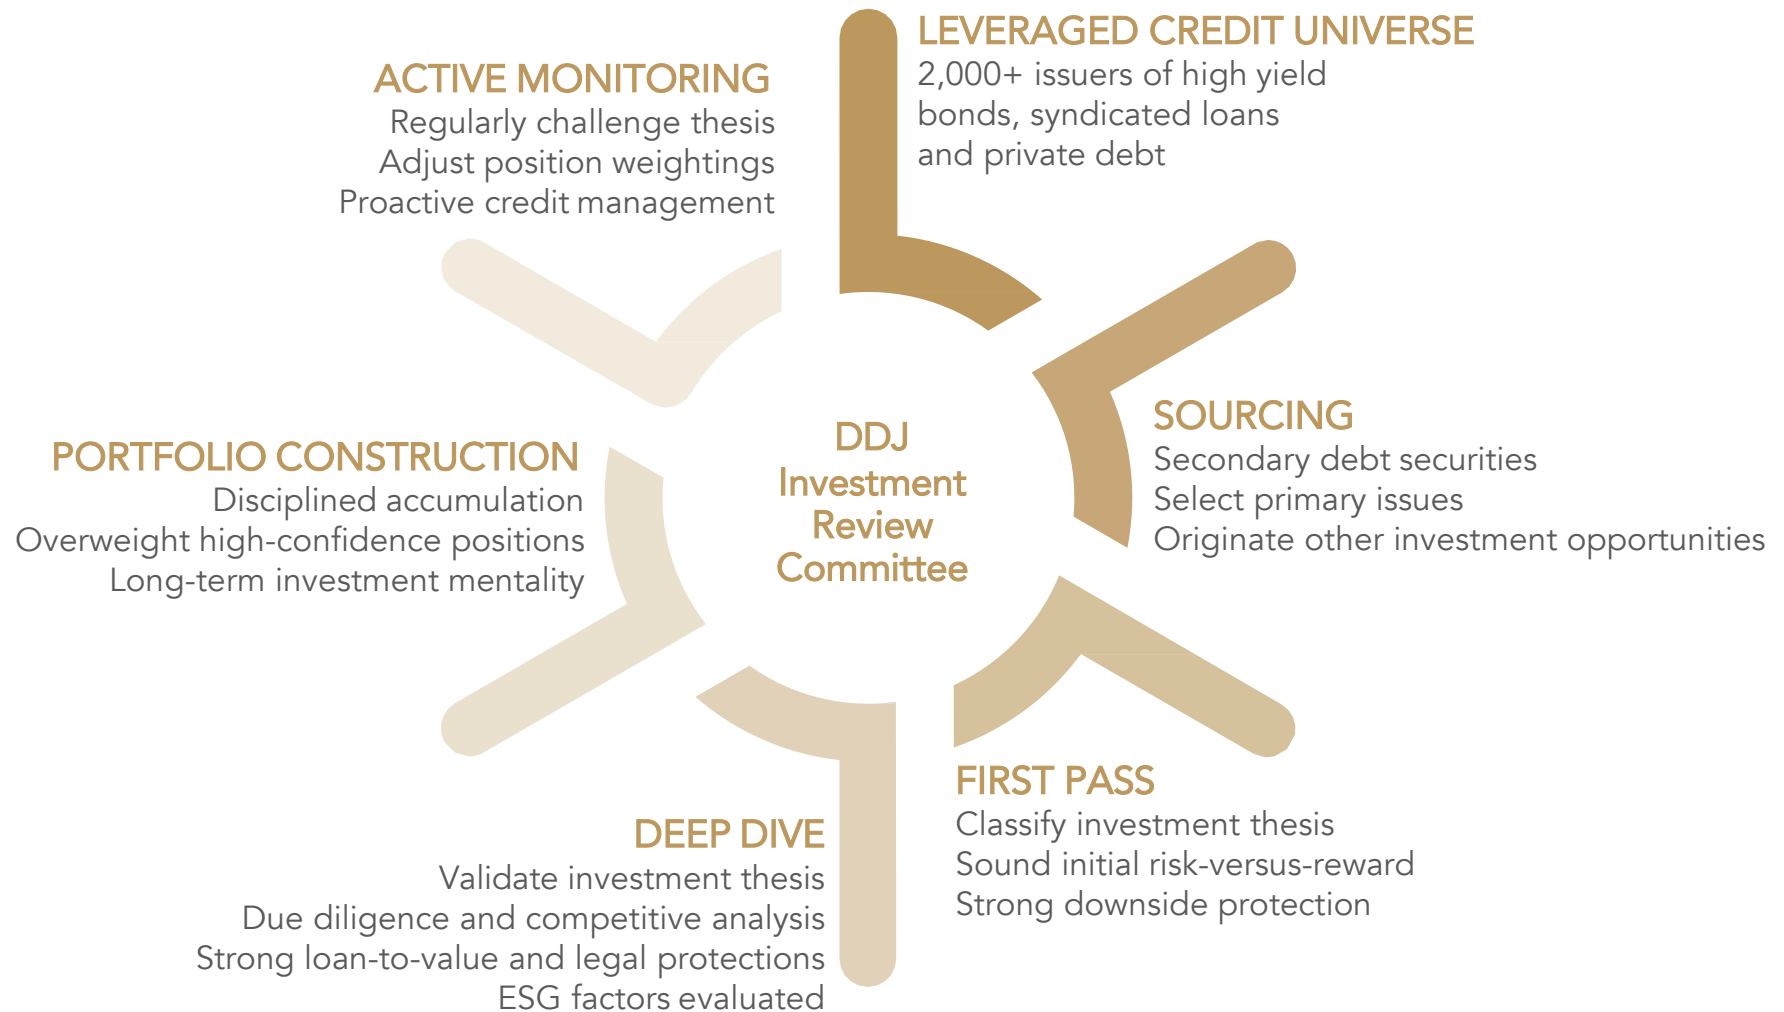 LEVERAGED CREDIT UNIVERSE
2,000+ issuers of high yield
bonds, syndicated loans
and private debt
SOURCING
Secondary debt securities
Select primary issues
Originate other investment opportunities
FIRST PASS
Classify investment thesis
Sound initial risk-versus-reward
Strong downside protection
DEEP DIVE
Validate investment thesis
Due diligence and competitive analysis
Strong loan-to-value and legal protections
ESG factors evaluated
PORTFOLIO CONSTRUCTION
Disciplined accumulation
Overweight high-confidence positions
Long-term investment mentality
ACTIVE MONITORING
Regularly challenge thesis
Adjust position weightings
Proactive credit management
DDJ
Investment
Review
Committee